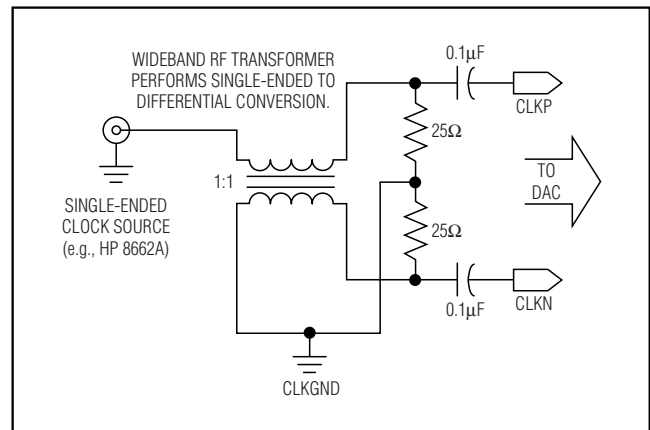 WIDEBAND RF TRANSFORMER
PERFORMS SINGLE-ENDED TO
DIFFERENTIAL CONVERSION.
0.1μF
CLKP
25Ω
1:1
TO
DAC
SINGLE-ENDED
CLOCK SOURCE
(e.g., HP 8662A)
25Ω
0.1μF
CLKN
CLKGND